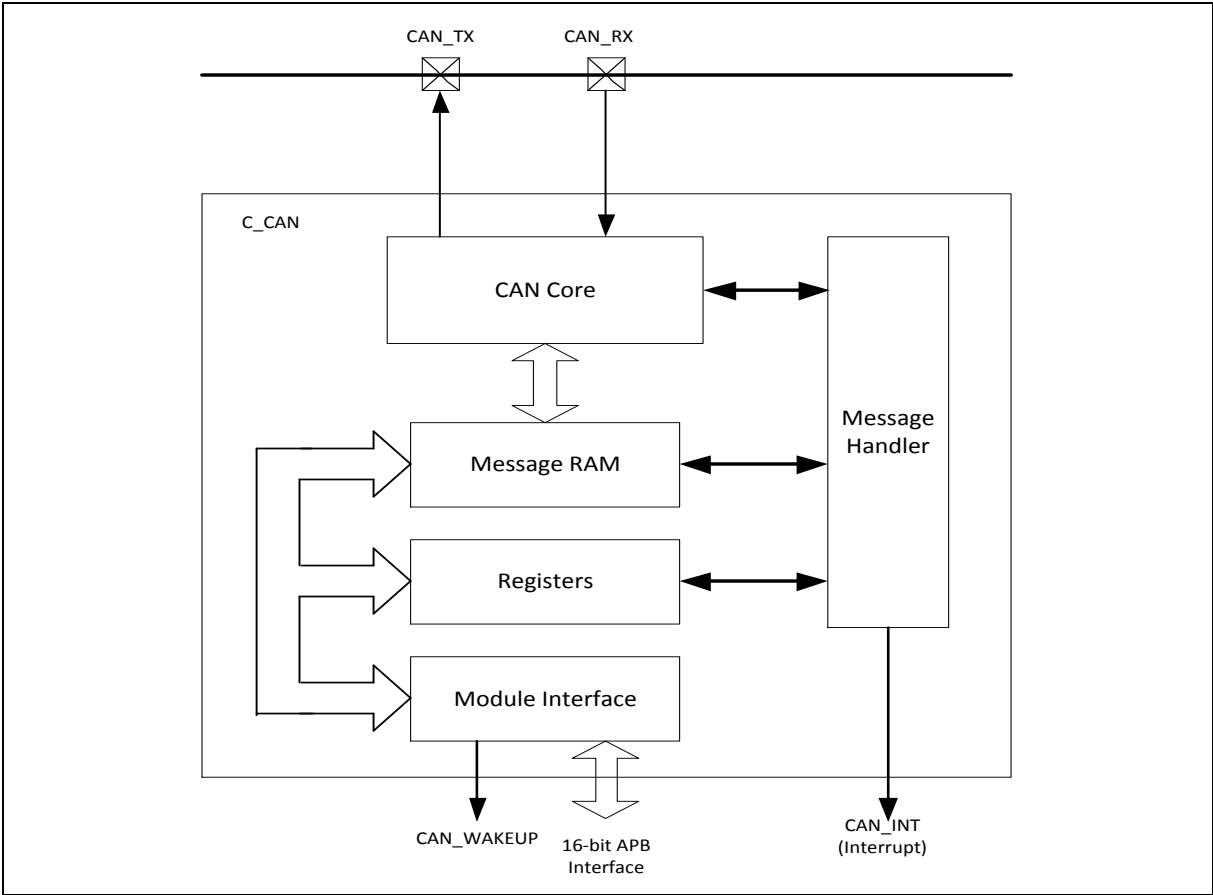 CAN_TX
CAN_RX
C_CAN
CAN Core
Message
Handler
Message RAM
Registers
Module Interface
CAN_WAKEUP
16-bit APB
Interface
CAN_INT
(Interrupt)